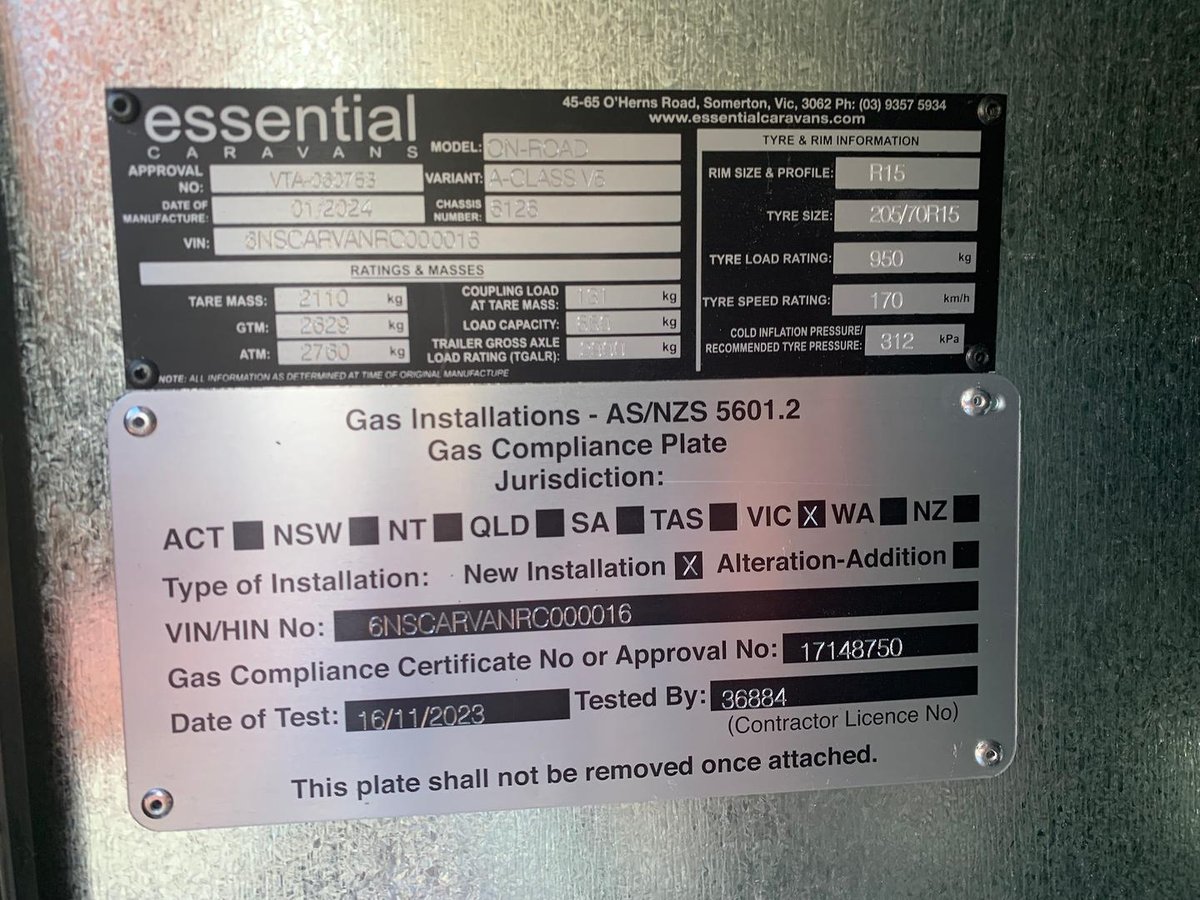 essential
CARAVANS
45-65 O'Herns Road, Somerton, Vic, 3062 Ph: (03) 9357 5934
www.essentialcaravans.com
MODEL: ON-ROAD
APPROVAL NO: VTA-060763
VARIANT: A-CLASS V6
DATE OF MANUFACTURE: 01/2024
CHASSIS NUMBER: 6126
VIN: 6NSCARVANRC000016
RATINGS & MASSES
TARE MASS: 2110 kg
COUPLING LOAD AT TARE MASS: 131 kg
GTM: 2629 kg
LOAD CAPACITY: kg
ATM: 2760 kg
TRAILER GROSS AXLE LOAD RATING (TGALR): kg
NOTE: ALL INFORMATION AS DETERMINED AT TIME OF ORIGINAL MANUFACTURE
TYRE & RIM INFORMATION
RIM SIZE & PROFILE: R15
TYRE SIZE: 205/70R15
TYRE LOAD RATING: 950 kg
TYRE SPEED RATING: 170 km/h
COLD INFLATION PRESSURE/ RECOMMENDED TYRE PRESSURE: 312 kPa
Gas Installations - AS/NZS 5601.2
Gas Compliance Plate
Jurisdiction:
ACT NSW NT QLD SA TAS VIC X WA NZ
Type of Installation: New Installation X Alteration-Addition
VIN/HIN No: 6NSCARVANRC000016
Gas Compliance Certificate No or Approval No: 17148750
Date of Test: 16/11/2023 Tested By: 36884
(Contractor Licence No)
This plate shall not be removed once attached.